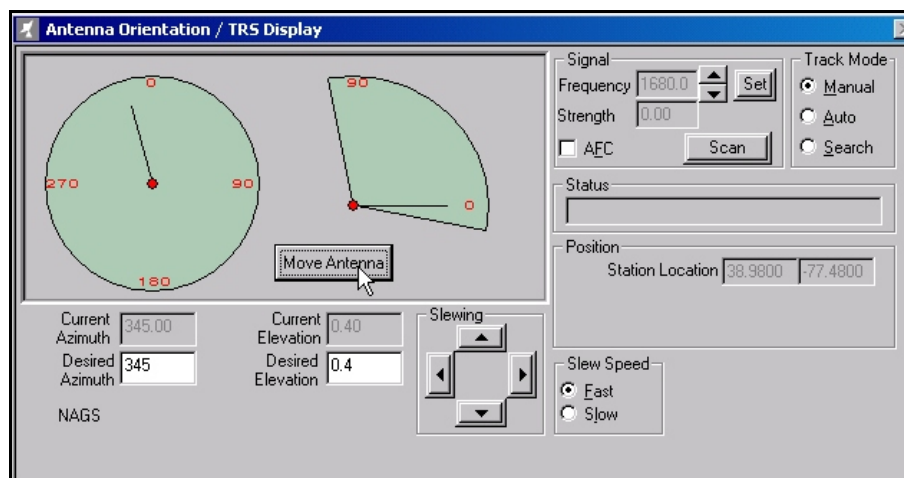 Antenna Orientation / TRS Display
0
270
90
180
90
0
Move Antenna
Signal
Frequency 1680.0 Set
Strength 0.00
AFC Scan
Track Mode
Manual
Auto
Search
Status
Position
Station Location 38.9800 -77.4800
Current Azimuth 345.00
Desired Azimuth 345
NAGS
Current Elevation 0.40
Desired Elevation 0.4
Slewing
Slew Speed
Fast
Slow